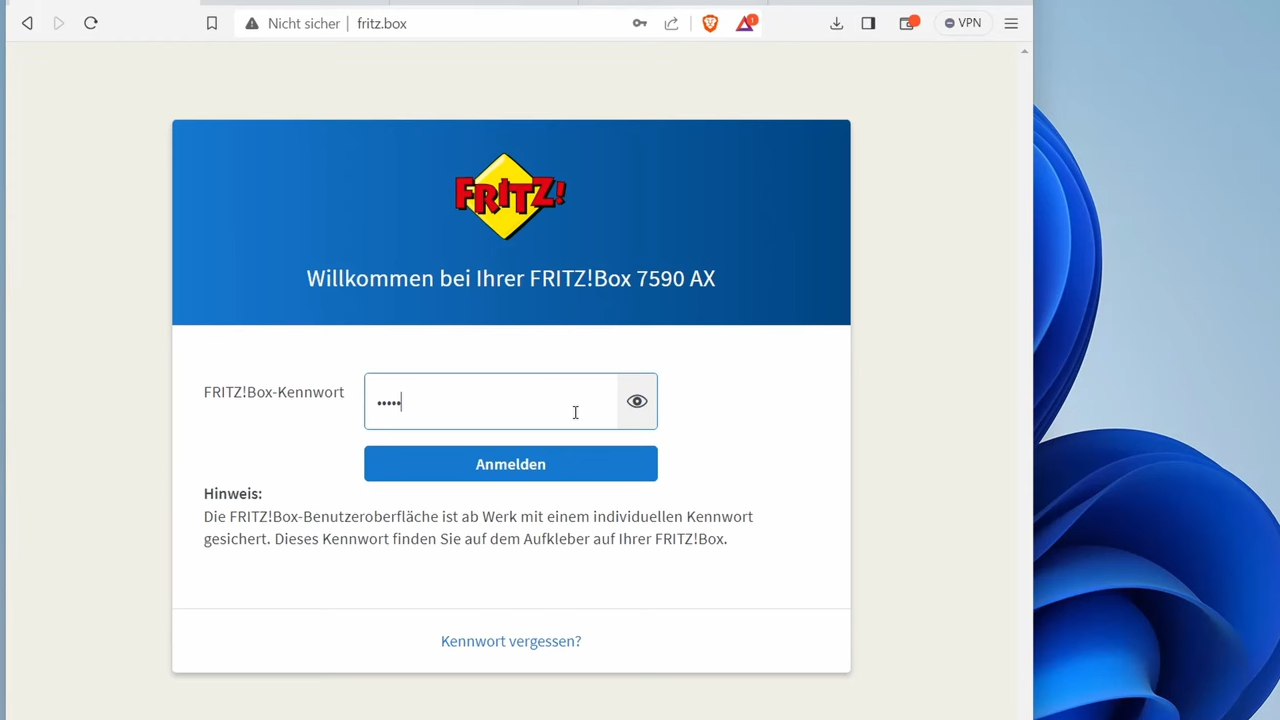 Nicht sicher | fritz.box
1
VPN
FRITZ!
Willkommen bei Ihrer FRITZ!Box 7590 AX
FRITZ!Box-Kennwort
•••••
Anmelden
Hinweis:
Die FRITZ!Box-Benutzeroberfläche ist ab Werk mit einem individuellen Kennwort
gesichert. Dieses Kennwort finden Sie auf dem Aufkleber auf Ihrer FRITZ!Box.
Kennwort vergessen?